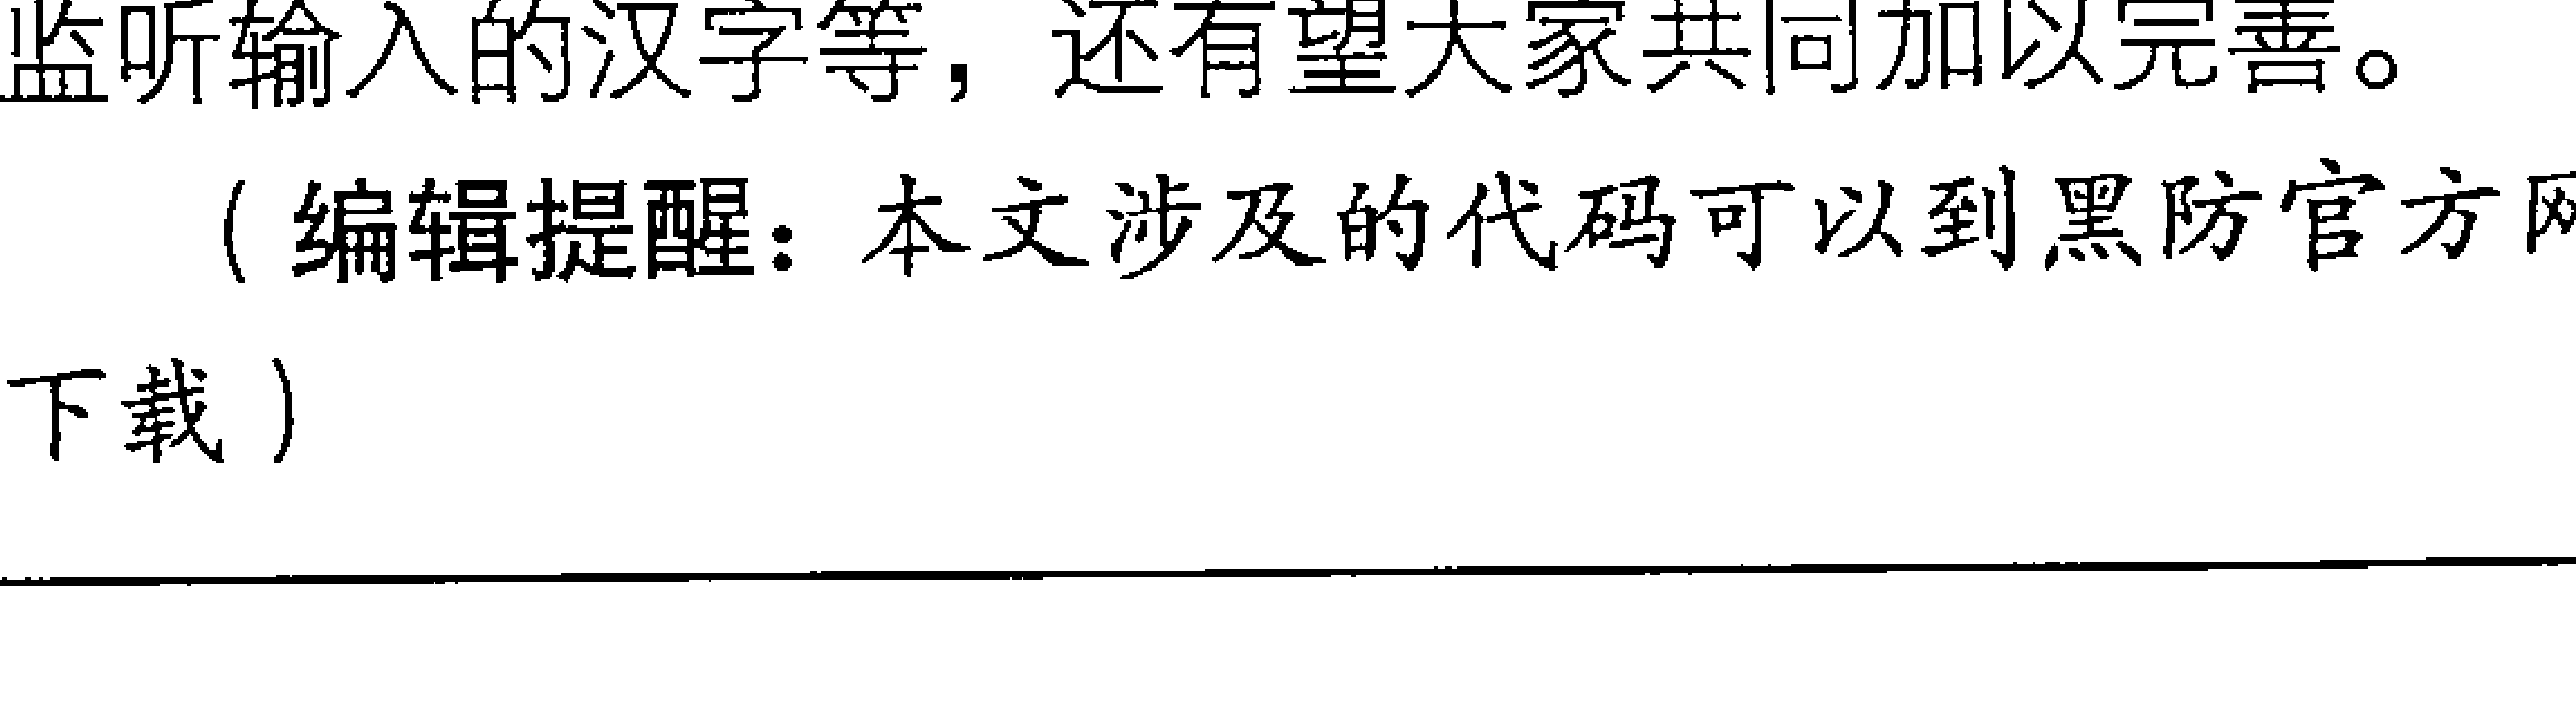 监听输入的汉字等，还有望大家共同加以完善。
（编辑提醒：本文涉及的代码可以到黑防官方网
下载）